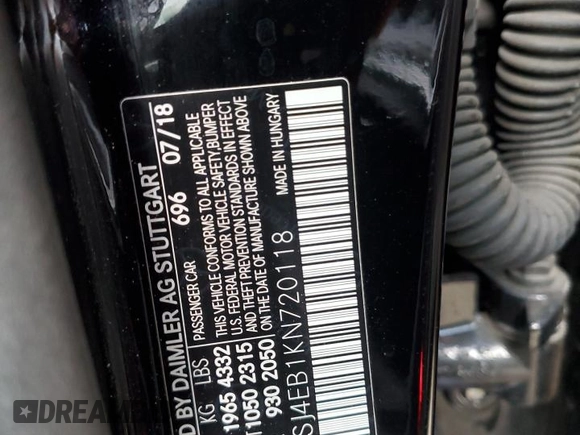 D BY DAIMLER AG STUTTGART
696 07/18
PASSENGER CAR
THIS VEHICLE CONFORMS TO ALL APPLICABLE
U.S. FEDERAL MOTOR VEHICLE SAFETY, BUMPER
AND THEFT PREVENTION STANDARDS IN EFFECT
ON THE DATE OF MANUFACTURE SHOWN ABOVE
KG LBS
1965 4332
1050 2315
930 2050
MADE IN HUNGARY
SJ4EB1KN720118
FAXVIN.COM